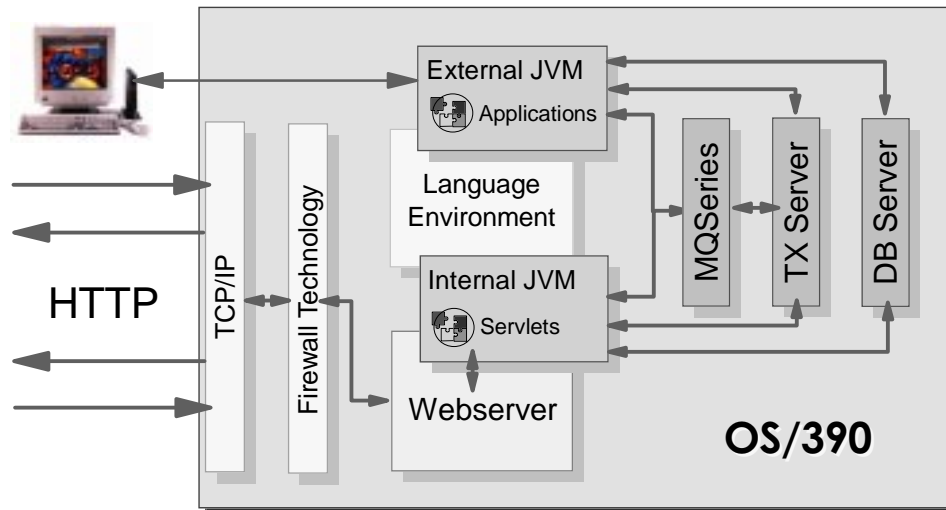 External JVM
Applications
Language
Environment
Internal JVM
Servlets
Webserver
HTTP
TCP/IP
Firewall Technology
MQSeries
TX Server
DB Server
OS/390